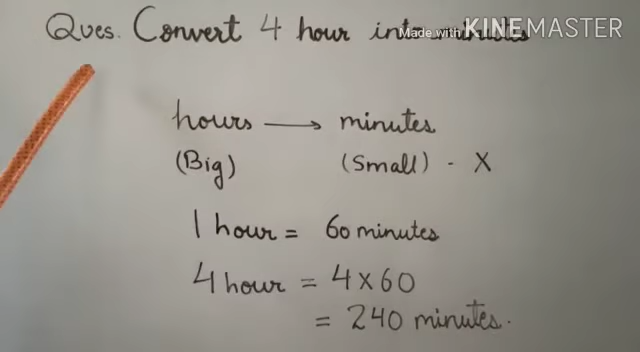 Ques. Convert 4 hour into minutes
Made with KINEMASTER
hours → minutes
(Big) (Small) - X
1 hour = 60 minutes
4 hour = 4 x 60
= 240 minutes.